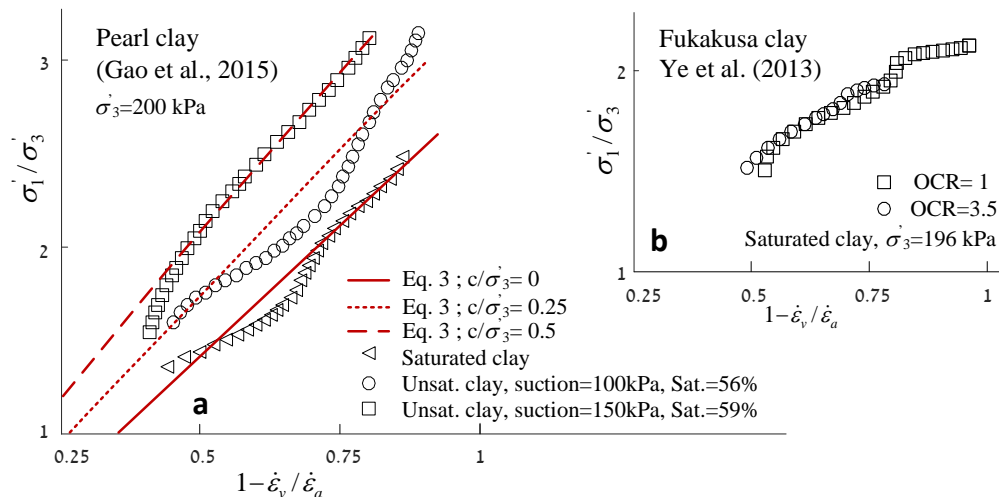 Pearl clay
(Gao et al., 2015)
σ'₃=200 kPa
3
2
1
σ'₁/σ'₃
0.25 0.5 0.75 1
1−ε̇ᵥ/ε̇ₐ
a
Eq. 3 ; c/σ'₃= 0
Eq. 3 ; c/σ'₃= 0.25
Eq. 3 ; c/σ'₃= 0.5
Saturated clay
Unsat. clay, suction=100kPa, Sat.=56%
Unsat. clay, suction=150kPa, Sat.=59%
Fukakusa clay
Ye et al. (2013)
2
1
σ'₁/σ'₃
OCR= 1
OCR=3.5
b
Saturated clay, σ'₃=196 kPa
0.25 0.5 0.75 1
1−ε̇ᵥ/ε̇ₐ